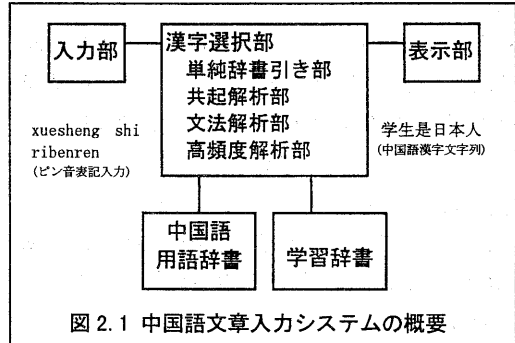 入力部
漢字選択部
単純辞書引き部
共起解析部
文法解析部
高頻度解析部
表示部
xuesheng shi
ribenren
(ピン音表記入力)
学生是日本人
(中国語漢字文字列)
中国語
用語辞書
学習辞書
図 2.1 中国語文章入力システムの概要